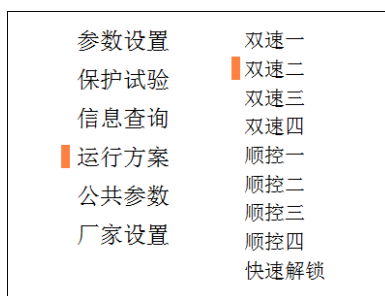 参数设置
保护试验
信息查询
运行方案
公共参数
厂家设置
双速一
双速二
双速三
双速四
顺控一
顺控二
顺控三
顺控四
快速解锁